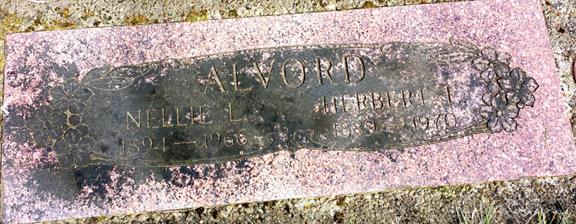 ALVORD
NELLIE L. HERBERT I.
1894 — 1966 1889 — 1970